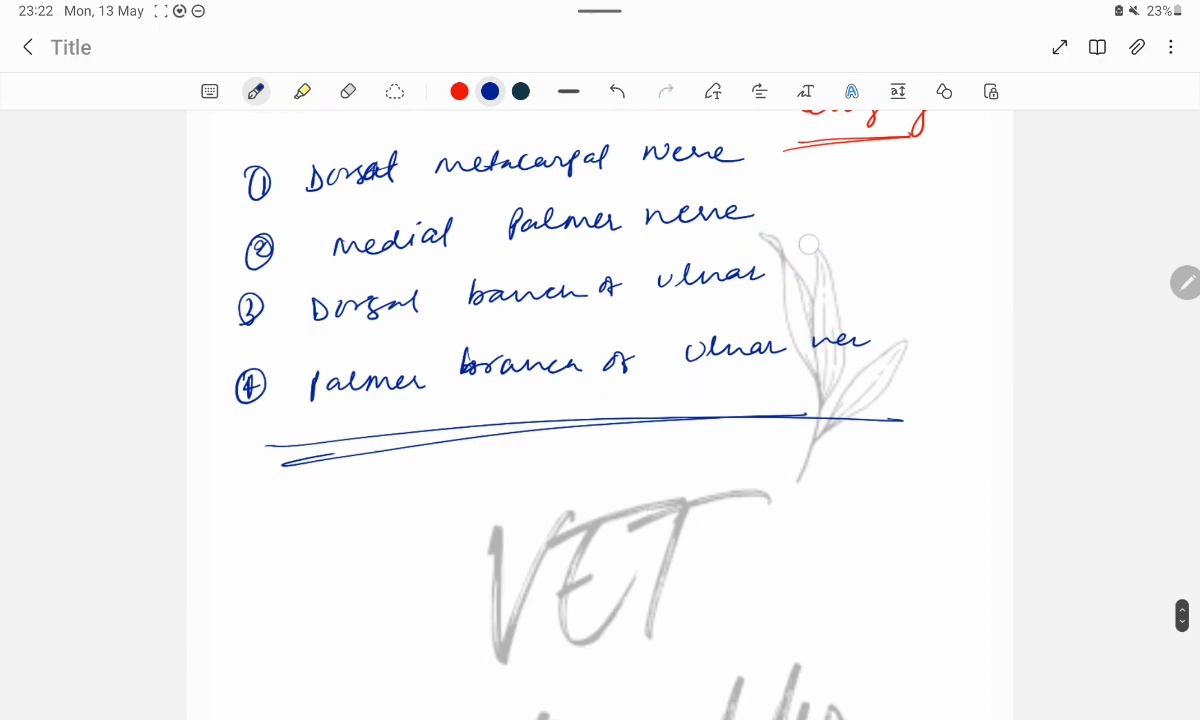 23:22 Mon, 13 May 23%
Title
① Dorsal metacarpal nerve
② Medial Palmer nerve
③ Dorsal banch of ulnar
④ Palmer branch of Ulnar ner
VET